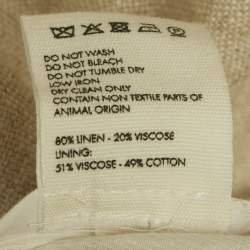 DO NOT WASH
DO NOT BLEACH
DO NOT TUMBLE DRY
LOW IRON
DRY CLEAN ONLY
CONTAIN NON TEXTILE PARTS OF
ANIMAL ORIGIN
80% LINEN - 20% VISCOSE
LINING:
51% VISCOSE - 49% COTTON